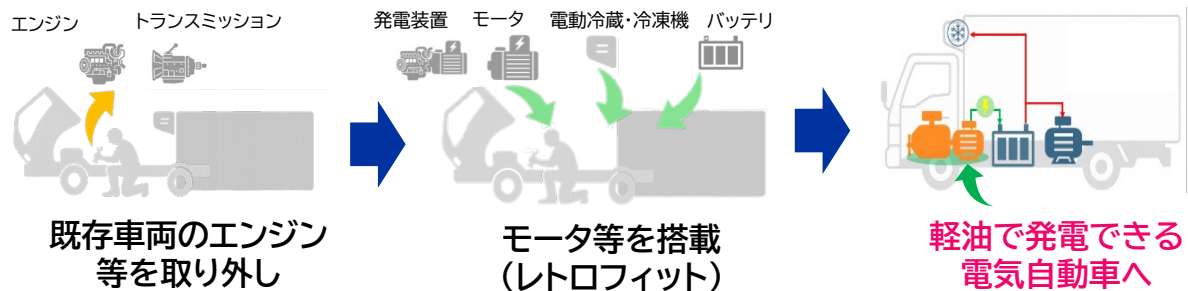 エンジン
トランスミッション
発電装置
モータ
電動冷蔵・冷凍機
バッテリ
既存車両のエンジン
等を取り外し
モータ等を搭載
（レトロフィット）
軽油で発電できる
電気自動車へ